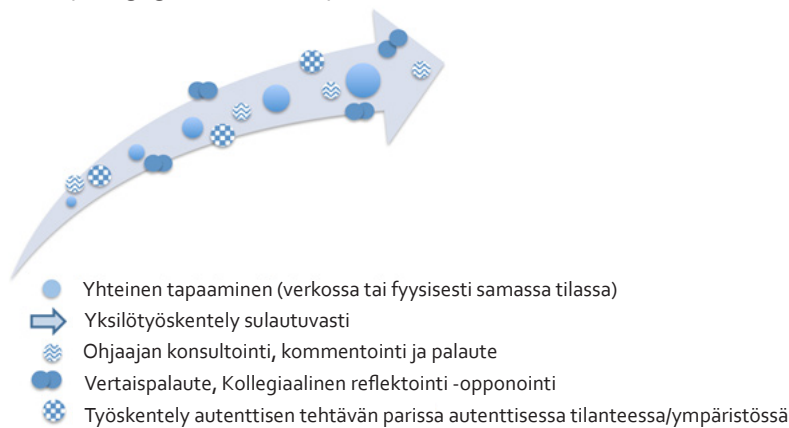 Yhteinen tapaaminen (verkossa tai fyysisesti samassa tilassa)
Yksilötyöskentely sulautuvasti
Ohjaajan konsultointi, kommentointi ja palaute
Vertaispalaute, Kollegiaalinen reflektointi -opponointi
Työskentely autenttisen tehtävän parissa autenttisessa tilanteessa/ympäristössä